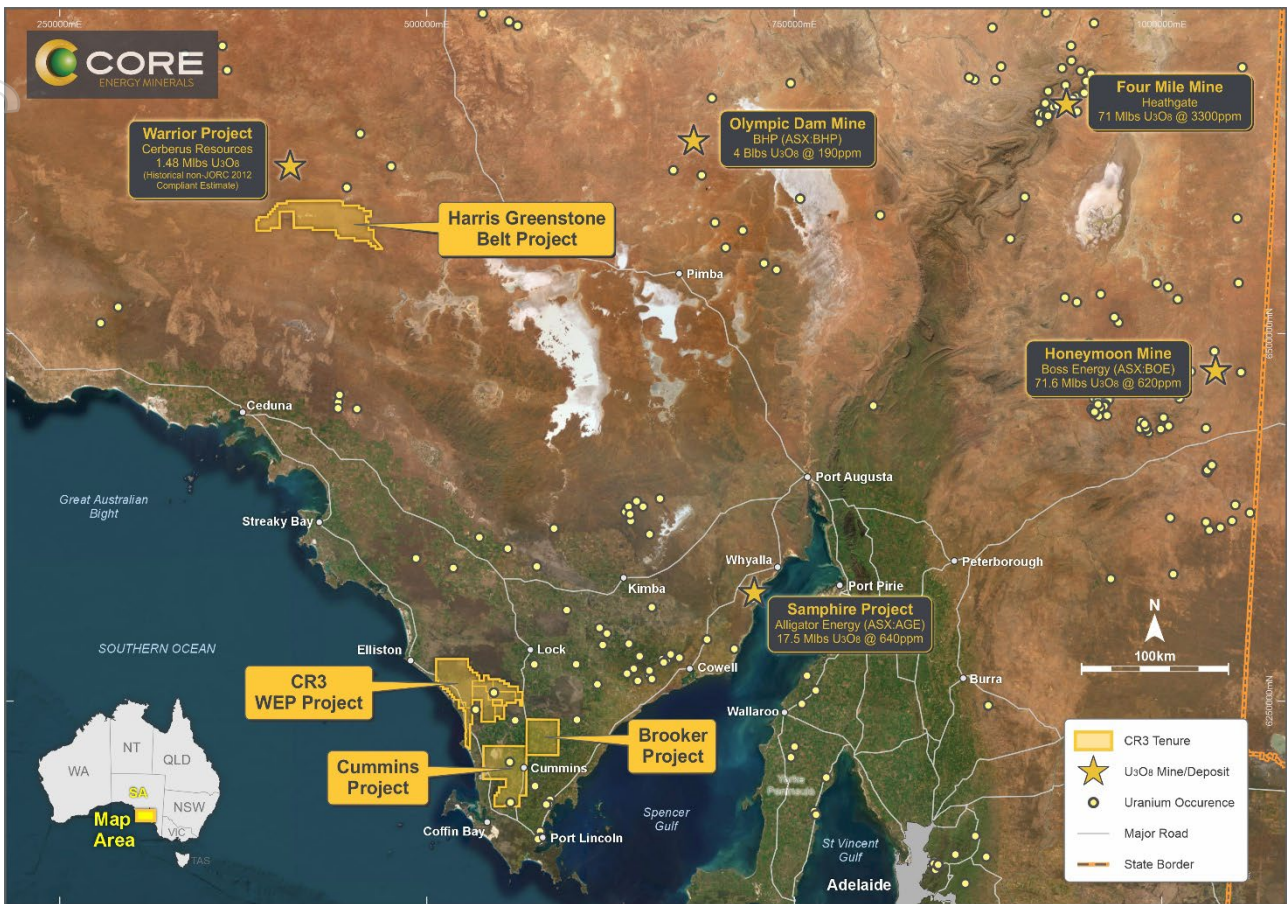 250000mE
500000mE
750000mE
1000000mE
CORE
ENERGY MINERALS
Warrior Project
Cerberus Resources
1.48 Mlbs U₃O₈
(Historical non-JORC 2012
Compliant Estimate)
Olympic Dam Mine
BHP (ASX:BHP)
4 Blbs U₃O₈ @ 190ppm
Four Mile Mine
Heathgate
71 Mlbs U₃O₈ @ 3300ppm
Harris Greenstone
Belt Project
Pimba
6500000mN
Honeymoon Mine
Boss Energy (ASX:BOE)
71.6 Mlbs U₃O₈ @ 620ppm
Ceduna
Port Augusta
Great Australian
Bight
Streaky Bay
Whyalla
Peterborough
Kimba
Port Pirie
Samphire Project
Alligator Energy (ASX:AGE)
17.5 Mlbs U₃O₈ @ 640ppm
N
100km
SOUTHERN OCEAN
Elliston
Lock
Cowell
CR3
WEP Project
Burra
6250000mN
Wallaroo
Brooker
Project
Cummins
Project
Cummins
Yorke
Peninsula
Coffin Bay
Port Lincoln
Spencer
Gulf
St Vincent
Gulf
Adelaide
NT
QLD
WA
SA
NSW
VIC
TAS
Map
Area
CR3 Tenure
U₃O₈ Mine/Deposit
Uranium Occurence
Major Road
State Border